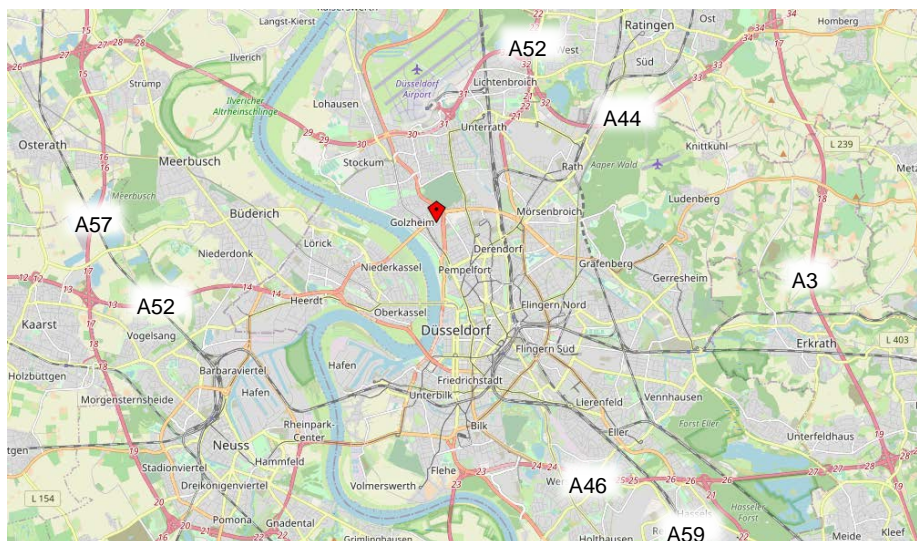 Kaiserswerth
Langst-Kierst
Ilverich
West
Ratingen
Ost
Homberg
Süd
A52
Strümp
Ilvericher
Altrheinschlinge
Düsseldorf
Airport
Lichtenbroich
Lohausen
A44
Osterath
Unterrath
Knittkuhl
L 239
Meerbusch
Stockum
Rath
Aaper Wald
Meerbusch
Ludenberg
A57
Büderich
Golzheim
Mörsenbroich
Lörick
Derendorf
Niederdonk
Niederkassel
Pempelfort
Grafenberg
Gerresheim
A3
A52
Heerdt
Oberkassel
Flingern Nord
Kaarst
Vogelsang
Düsseldorf
Flingern Süd
Erkrath
L 403
Holzbüttgen
Barbaraviertel
Hafen
Hafen
Friedrichstadt
Unterbilk
Morgensternsheide
Lierenfeld
Vennhausen
Rheinpark-
Center
Bilk
Eller
Forst Eller
Unterfeldhaus
Neuss
Hammfeld
Stadionviertel
Flehe
Dreikönigenviertel
Volmerswerth
A46
L 154
Hasseler
Forst
Pomona
Gnadental
Grimlinghausen
Holthausen
Hassels
A59
Meide
Kleef